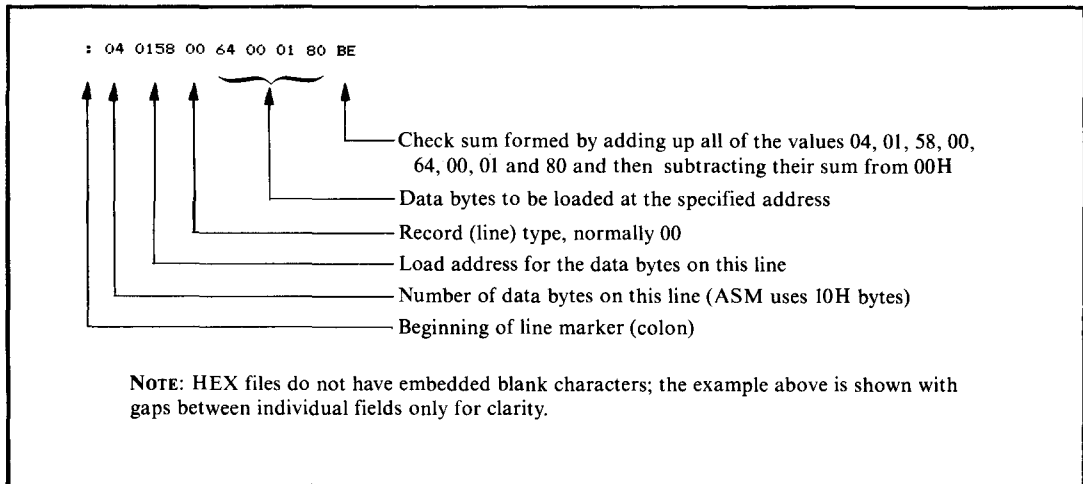 : 04 0158 00 64 00 01 80 BE
Check sum formed by adding up all of the values 04, 01, 58, 00,
64, 00, 01 and 80 and then subtracting their sum from 00H
Data bytes to be loaded at the specified address
Record (line) type, normally 00
Load address for the data bytes on this line
Number of data bytes on this line (ASM uses 10H bytes)
Beginning of line marker (colon)
NOTE: HEX files do not have embedded blank characters; the example above is shown with
gaps between individual fields only for clarity.